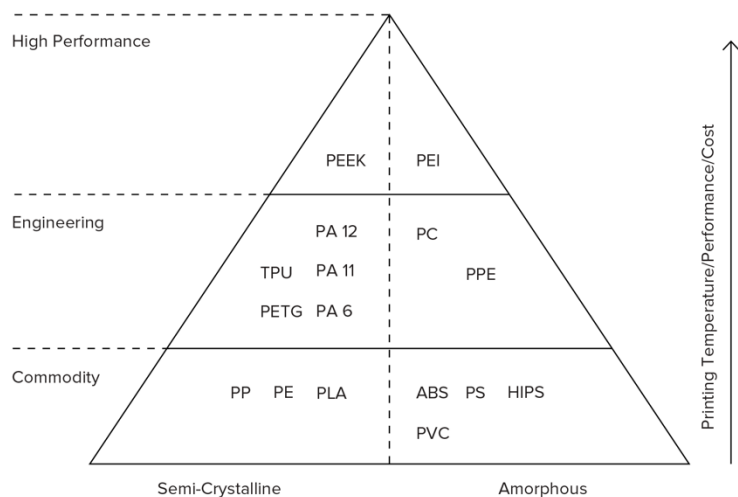 High Performance
PEEK PEI
Engineering
PA 12 PC
TPU PA 11 PPE
PETG PA 6
Commodity
PP PE PLA ABS PS HIPS
PVC
Semi-Crystalline Amorphous
Printing Temperature/Performance/Cost